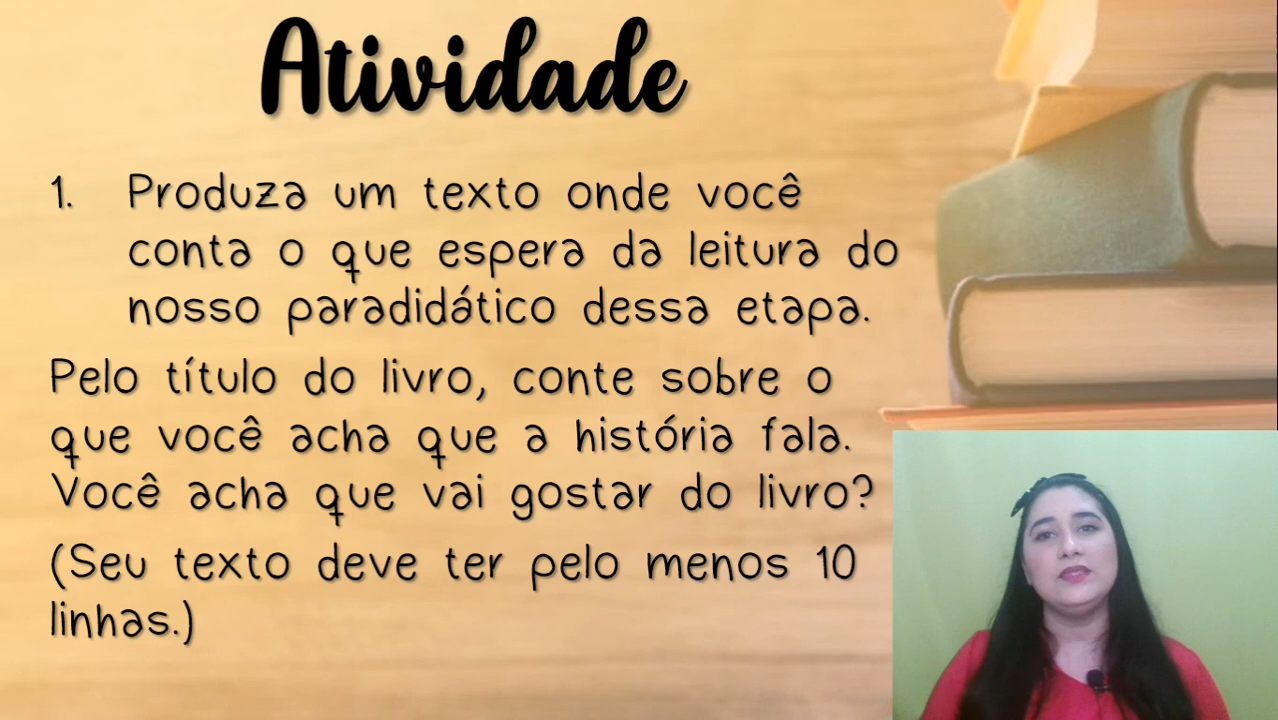 Atividade
1. Produza um texto onde você
conta o que espera da leitura do
nosso paradidático dessa etapa.
Pelo título do livro, conte sobre o
que você acha que a história fala.
Você acha que vai gostar do livro?
(Seu texto deve ter pelo menos 10
linhas.)